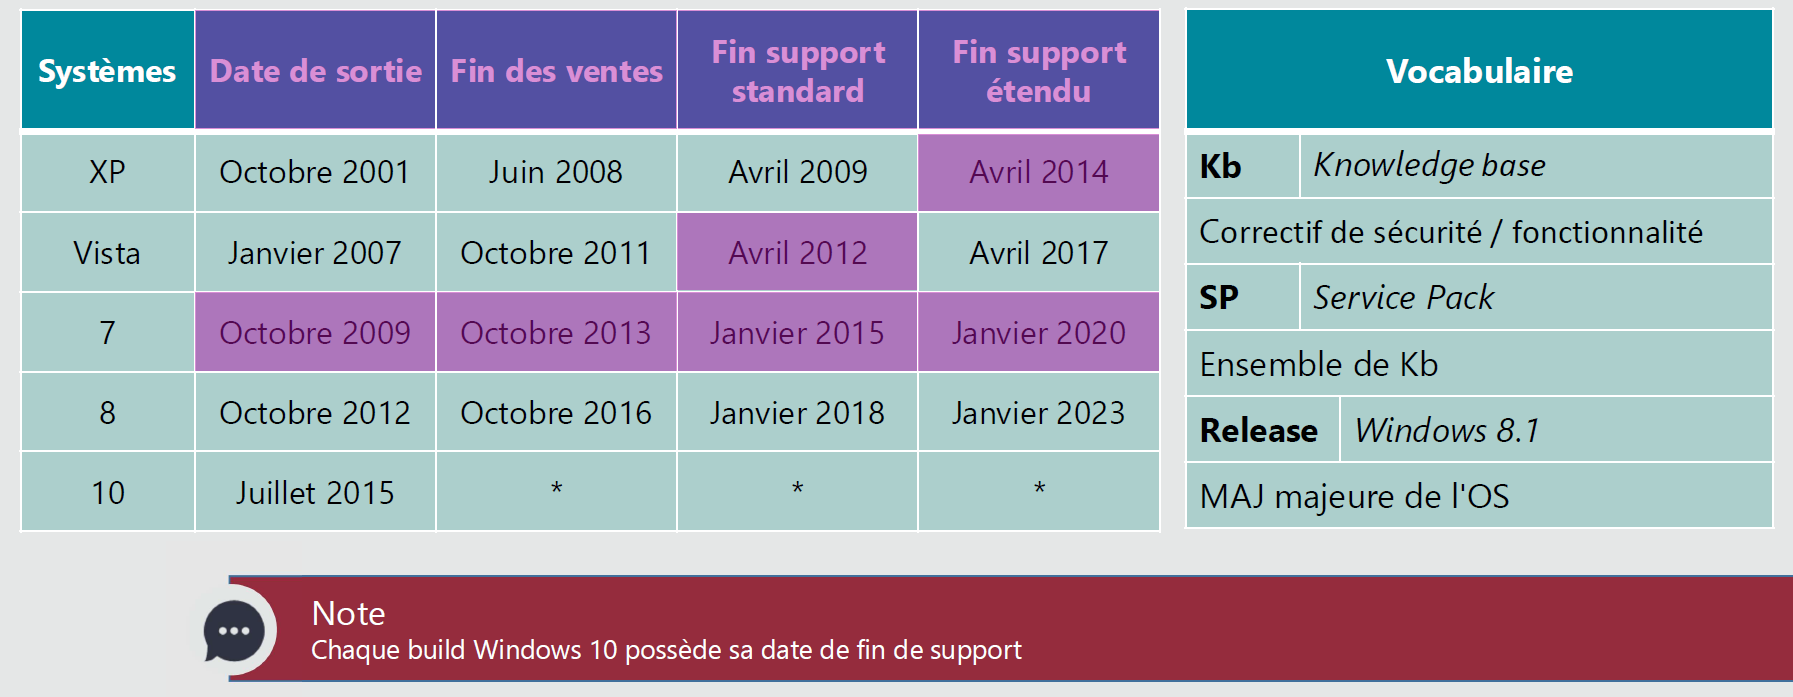 Systèmes Date de sortie Fin des ventes Fin support standard Fin support étendu
XP Octobre 2001 Juin 2008 Avril 2009 Avril 2014
Vista Janvier 2007 Octobre 2011 Avril 2012 Avril 2017
7 Octobre 2009 Octobre 2013 Janvier 2015 Janvier 2020
8 Octobre 2012 Octobre 2016 Janvier 2018 Janvier 2023
10 Juillet 2015 * * *
Vocabulaire
Kb Knowledge base
Correctif de sécurité / fonctionnalité
SP Service Pack
Ensemble de Kb
Release Windows 8.1
MAJ majeure de l'OS
Note
Chaque build Windows 10 possède sa date de fin de support